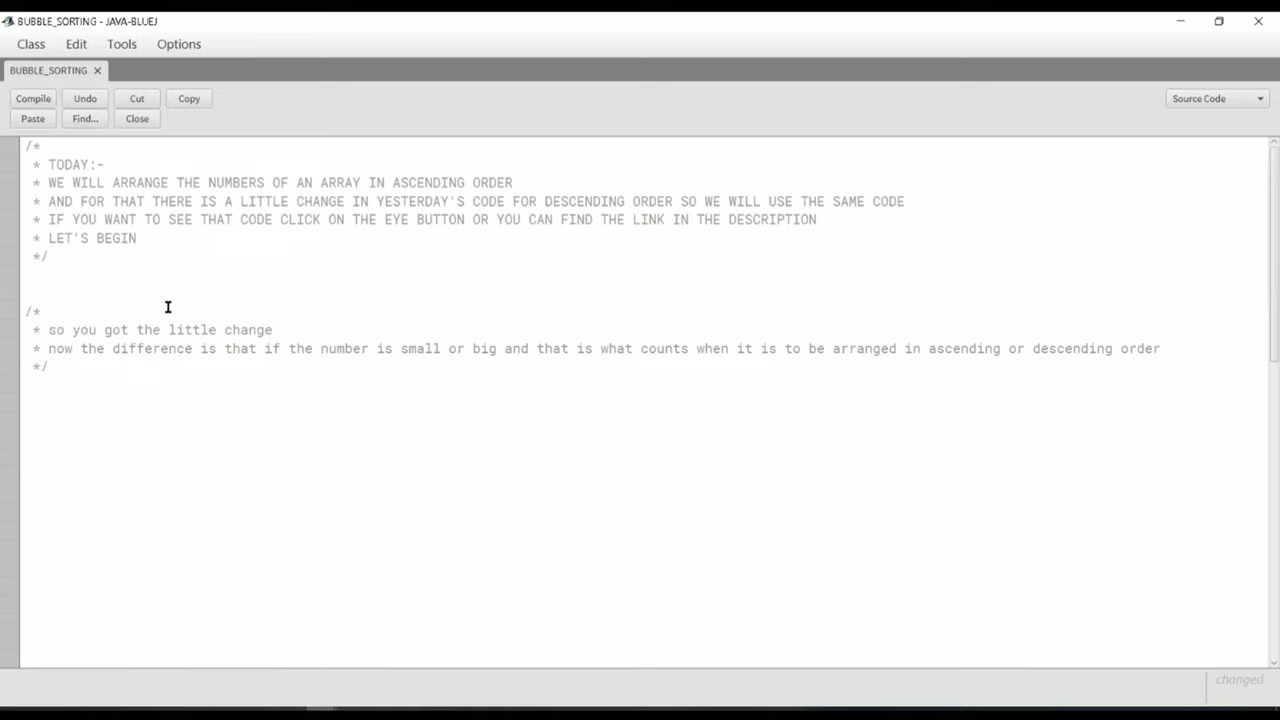 BUBBLE_SORTING - JAVA-BLUEJ
Class Edit Tools Options
BUBBLE_SORTING
Compile Undo Cut Copy Source Code
Paste Find... Close
/*
* TODAY:-
* WE WILL ARRANGE THE NUMBERS OF AN ARRAY IN ASCENDING ORDER
* AND FOR THAT THERE IS A LITTLE CHANGE IN YESTERDAY'S CODE FOR DESCENDING ORDER SO WE WILL USE THE SAME CODE
* IF YOU WANT TO SEE THAT CODE CLICK ON THE EYE BUTTON OR YOU CAN FIND THE LINK IN THE DESCRIPTION
* LET'S BEGIN
*/
/*
* so you got the little change
* now the difference is that if the number is small or big and that is what counts when it is to be arranged in ascending or descending order
*/
changed